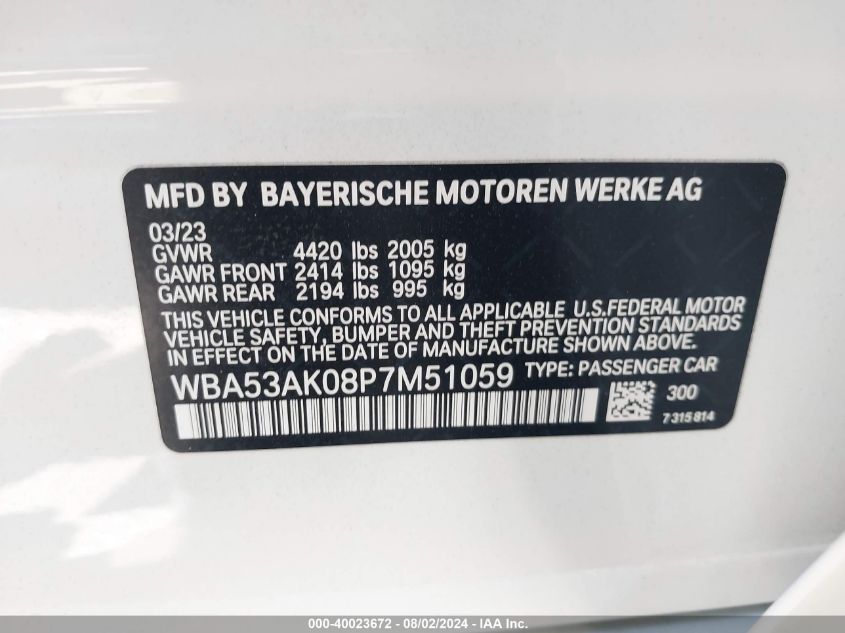 MFD BY BAYERISCHE MOTOREN WERKE AG
03/23
GVWR 4420 lbs 2005 kg
GAWR FRONT 2414 lbs 1095 kg
GAWR REAR 2194 lbs 995 kg
THIS VEHICLE CONFORMS TO ALL APPLICABLE U.S.FEDERAL MOTOR
VEHICLE SAFETY, BUMPER AND THEFT PREVENTION STANDARDS
IN EFFECT ON THE DATE OF MANUFACTURE SHOWN ABOVE.
WBA53AK08P7M51059 TYPE: PASSENGER CAR
300
7315814
000-40023672 - 08/02/2024 - IAA Inc.